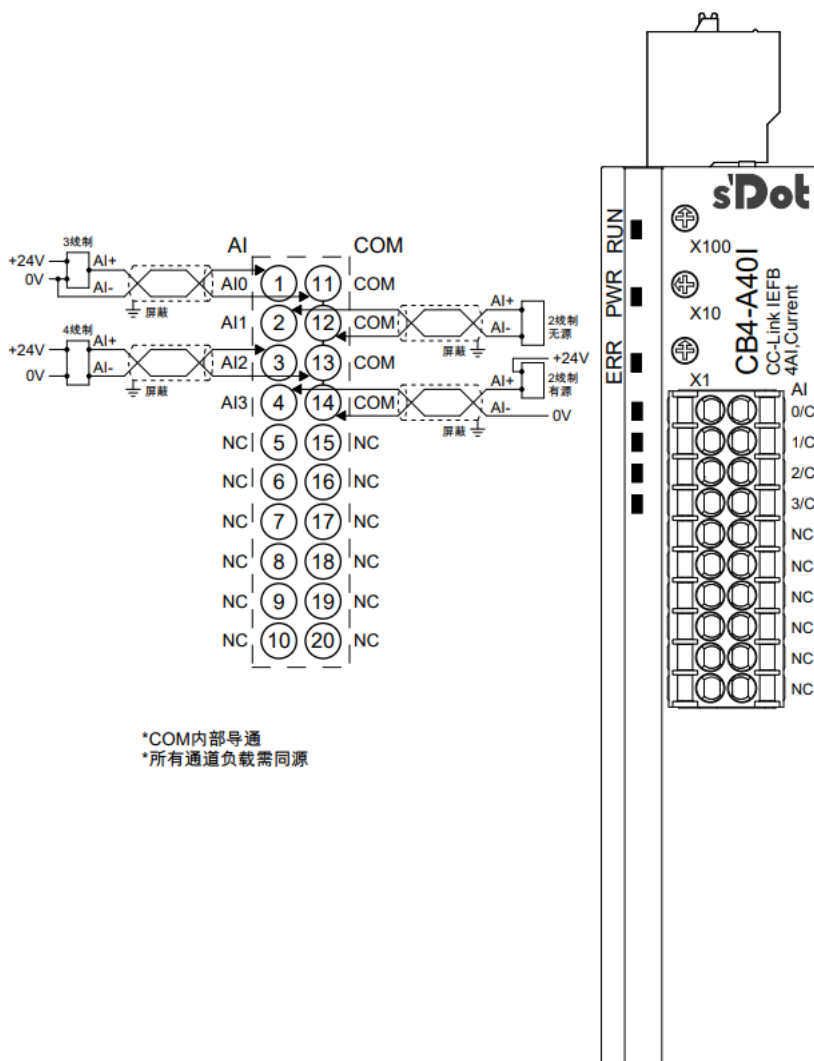 s'Dot
RUN
X100
PWR
X10
ERR
X1
CB4-A40I
CC-Link IEFB
4AI,Current
AI
0/C
1/C
2/C
3/C
NC
NC
NC
NC
NC
NC
AI
COM
3线制
+24V
0V
AI+
AI-
屏蔽
AI0
1
11
COM
AI1
2
12
COM
AI+
AI-
2线制
无源
屏蔽
4线制
+24V
0V
AI+
AI-
屏蔽
AI2
3
13
COM
AI3
4
14
COM
+24V
AI+
AI-
2线制
有源
0V
屏蔽
NC
5
15
NC
NC
6
16
NC
NC
7
17
NC
NC
8
18
NC
NC
9
19
NC
NC
10
20
NC
*COM内部导通
*所有通道负载需同源